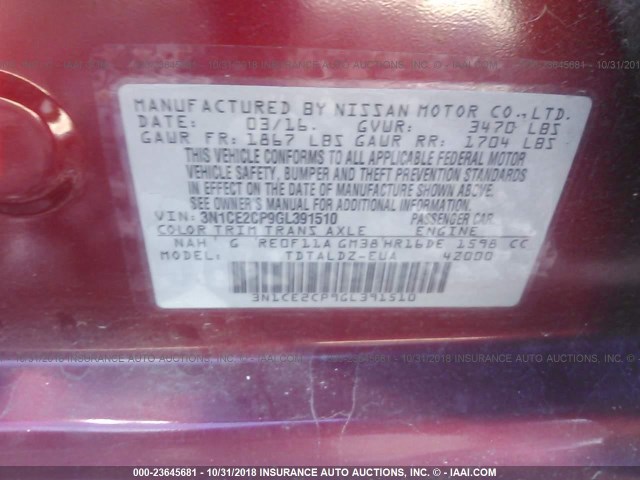 MANUFACTURED BY NISSAN MOTOR CO.,LTD.
DATE: 03/16. GVWR: 3470 LBS
GAWR FR: 1867 LBS GAWR RR: 1704 LBS
THIS VEHICLE CONFORMS TO ALL APPLICABLE FEDERAL MOTOR
VEHICLE SAFETY, BUMPER AND THEFT PREVENTION STANDARDS
IN EFFECT ON THE DATE OF MANUFACTURE SHOWN ABOVE.
SEE OWNER'S MANUAL FOR ADDITIONAL INFORMATION.
VIN: 3N1CE2CP9GL391510 PASSENGER CAR
COLOR TRIM TRANS AXLE ENGINE
NAH G RE0F11A GM38 HR16DE 1598 CC
MODEL: TDTALDZ-EUA 42000
3N1CE2CP9GL391510
000-23645681 - 10/31/2018 INSURANCE AUTO AUCTIONS, INC. - © - IAAI.COM